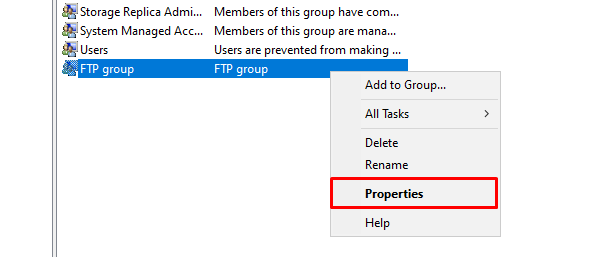 Storage Replica Admi... Members of this group have com...
System Managed Acc... Members of this group are mana...
Users Users are prevented from making ...
FTP group FTP group
Add to Group...
All Tasks
Delete
Rename
Properties
Help